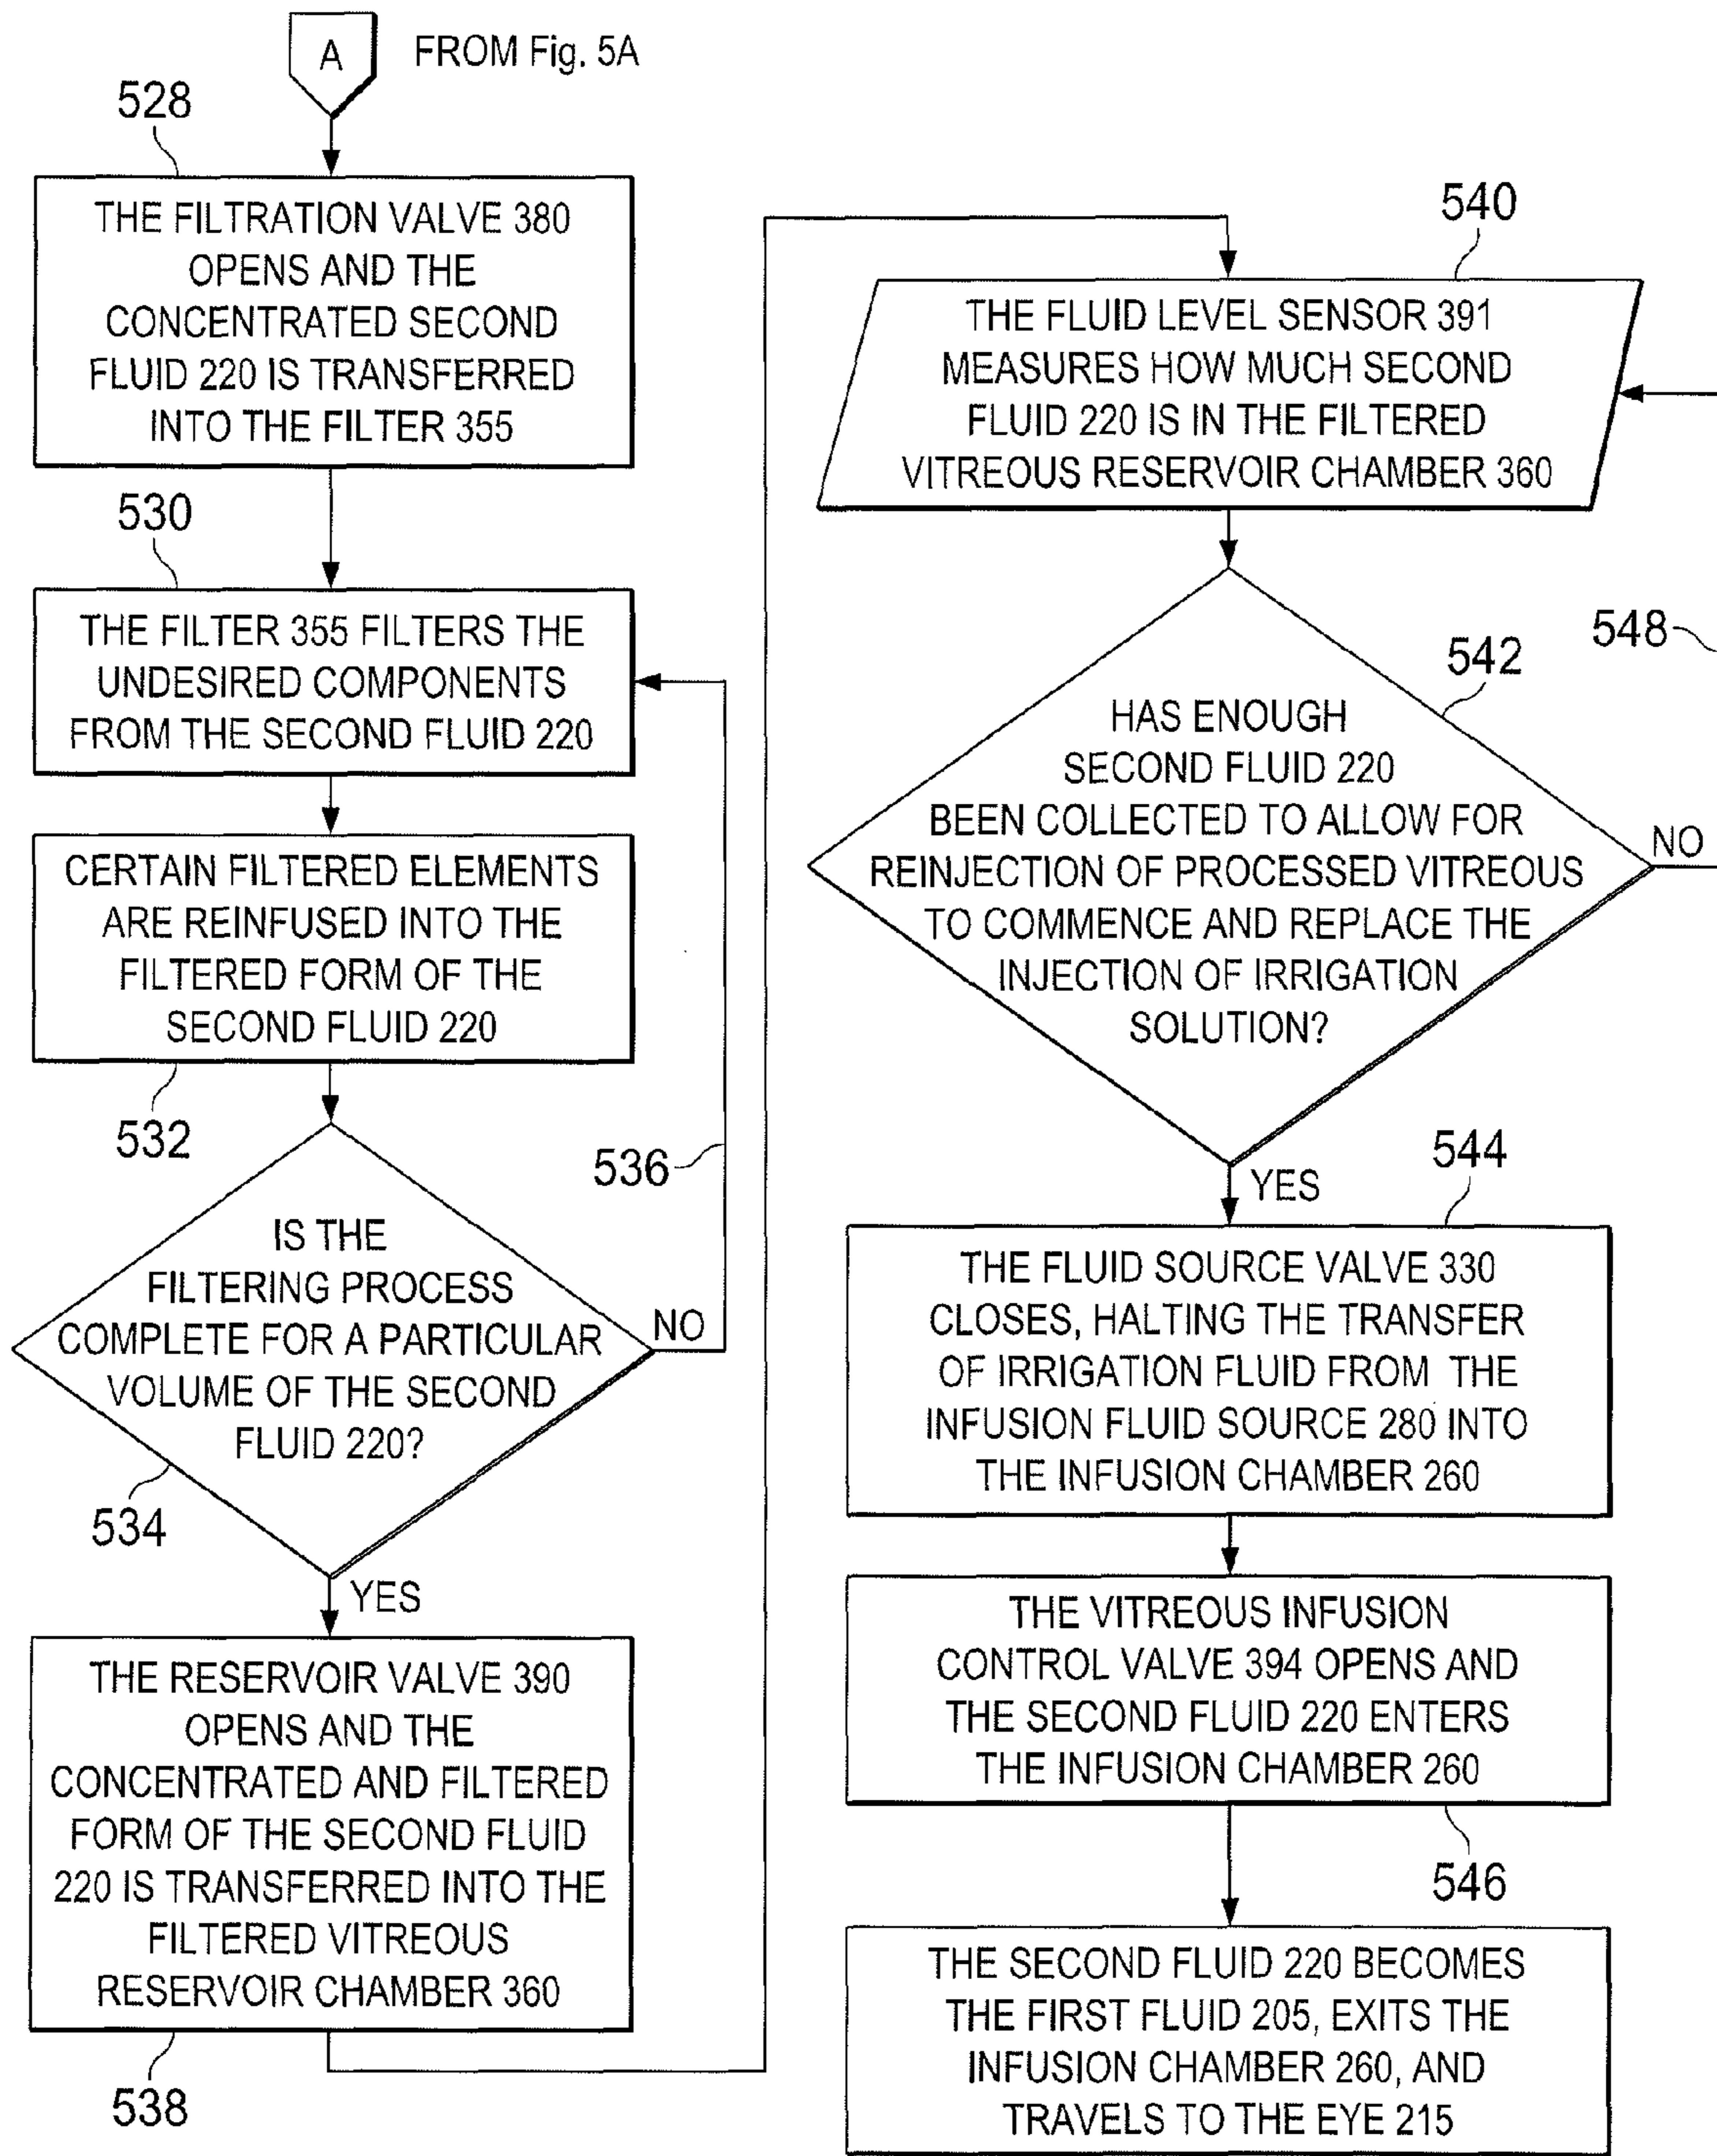 A
FROM Fig. 5A
528
THE FILTRATION VALVE 380
OPENS AND THE
CONCENTRATED SECOND
FLUID 220 IS TRANSFERRED
INTO THE FILTER 355
530
THE FILTER 355 FILTERS THE
UNDESIRED COMPONENTS
FROM THE SECOND FLUID 220
CERTAIN FILTERED ELEMENTS
ARE REINFUSED INTO THE
FILTERED FORM OF THE
SECOND FLUID 220
532
536
IS THE
FILTERING PROCESS
COMPLETE FOR A PARTICULAR
VOLUME OF THE SECOND
FLUID 220?
NO
534
YES
THE RESERVOIR VALVE 390
OPENS AND THE
CONCENTRATED AND FILTERED
FORM OF THE SECOND FLUID
220 IS TRANSFERRED INTO THE
FILTERED VITREOUS
RESERVOIR CHAMBER 360
538
540
THE FLUID LEVEL SENSOR 391
MEASURES HOW MUCH SECOND
FLUID 220 IS IN THE FILTERED
VITREOUS RESERVOIR CHAMBER 360
548
542
HAS ENOUGH
SECOND FLUID 220
BEEN COLLECTED TO ALLOW FOR
REINJECTION OF PROCESSED VITREOUS
TO COMMENCE AND REPLACE THE
INJECTION OF IRRIGATION
SOLUTION?
NO
YES
544
THE FLUID SOURCE VALVE 330
CLOSES, HALTING THE TRANSFER
OF IRRIGATION FLUID FROM THE
INFUSION FLUID SOURCE 280 INTO
THE INFUSION CHAMBER 260
THE VITREOUS INFUSION
CONTROL VALVE 394 OPENS AND
THE SECOND FLUID 220 ENTERS
THE INFUSION CHAMBER 260
546
THE SECOND FLUID 220 BECOMES
THE FIRST FLUID 205, EXITS THE
INFUSION CHAMBER 260, AND
TRAVELS TO THE EYE 215